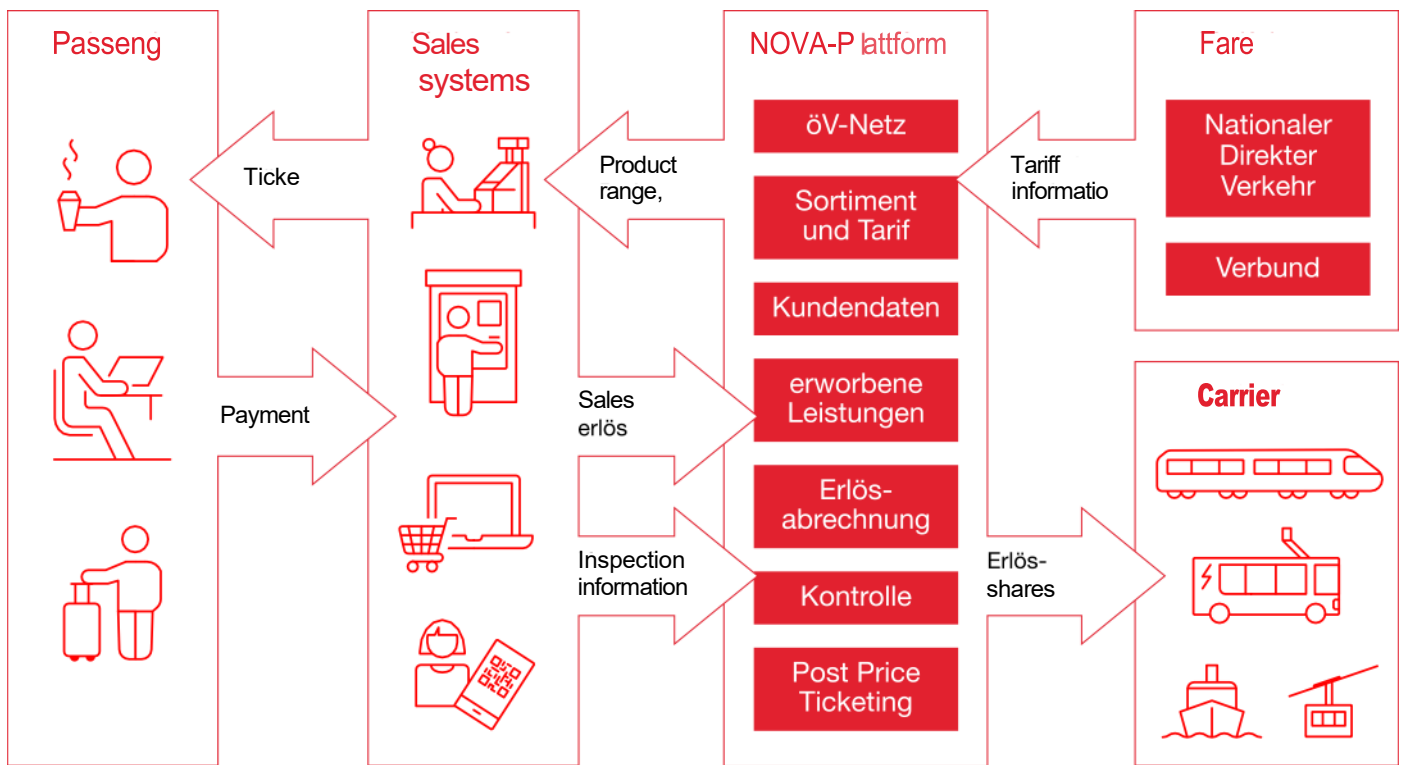 Passeng
Sales
systems
NOVA-Plattform
Fare
Ticke
Product
range,
Tariff
informatio
öV-Netz
Sortiment
und Tarif
Kundendaten
erworbene
Leistungen
Erlös-
abrechnung
Kontrolle
Post Price
Ticketing
Nationaler
Direkter
Verkehr
Verbund
Payment
Sales
erlös
Inspection
information
Erlös-
shares
Carrier